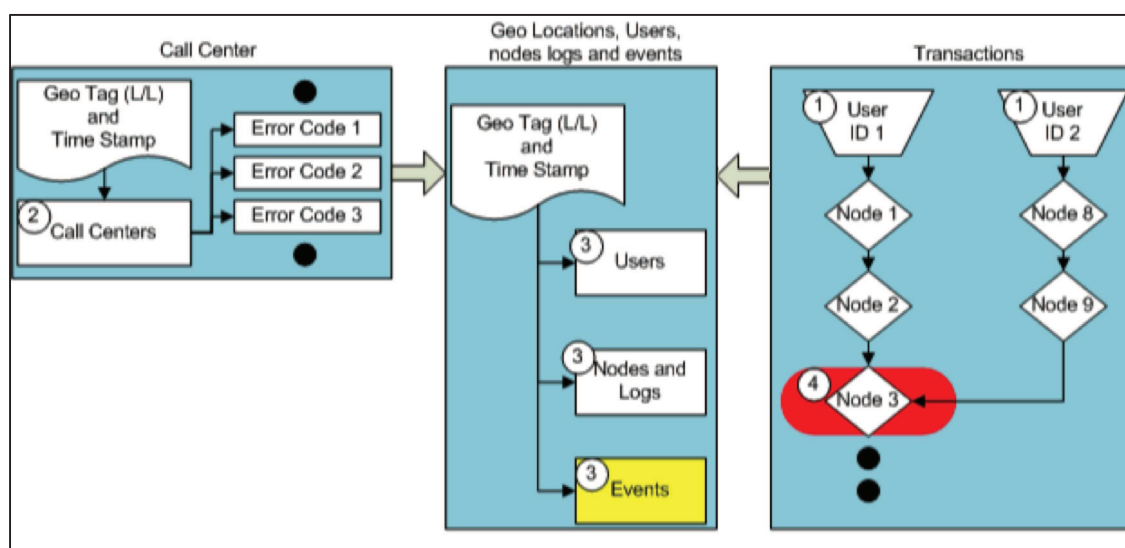 Call Center
Geo Tag (L/L)
and
Time Stamp
2
Call Centers
Error Code 1
Error Code 2
Error Code 3
Geo Locations, Users,
nodes logs and events
Geo Tag (L/L)
and
Time Stamp
3
Users
3
Nodes and
Logs
3
Events
Transactions
1
User
ID 1
1
User
ID 2
Node 1
Node 8
Node 2
Node 9
4
Node 3